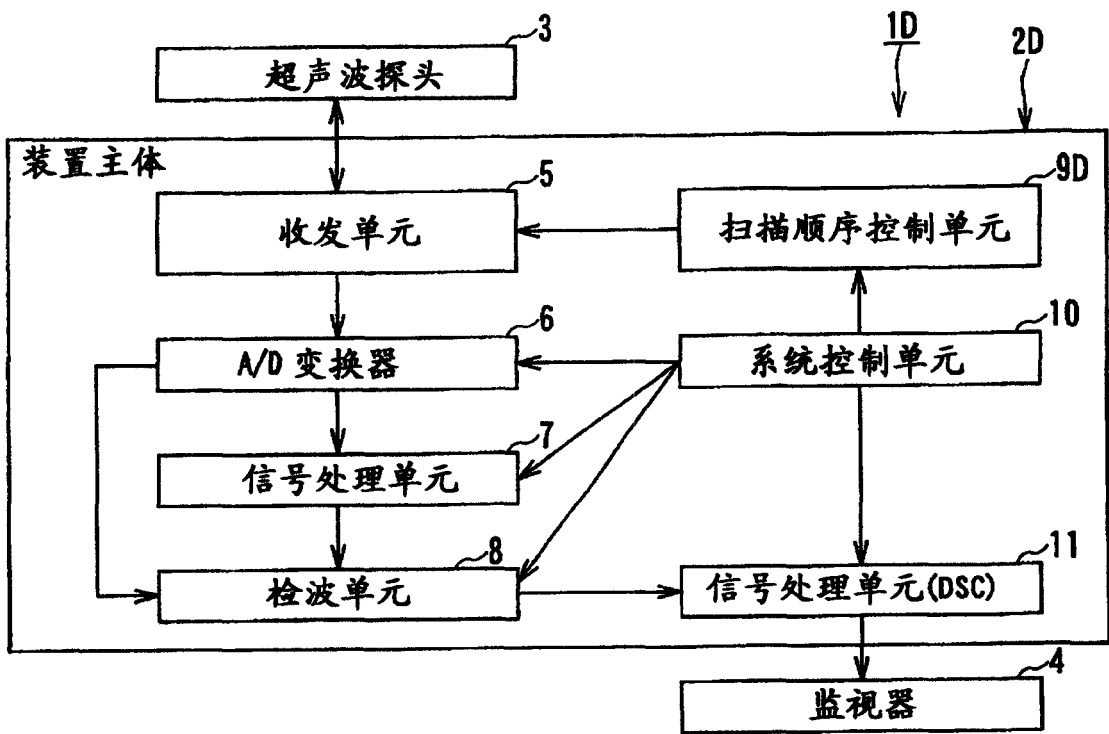 3
1D
2D
超声波探头
装置主体
5
9D
收发单元
扫描顺序控制单元
6
10
A/D 变换器
系统控制单元
7
信号处理单元
8
11
检波单元
信号处理单元(DSC)
4
监视器